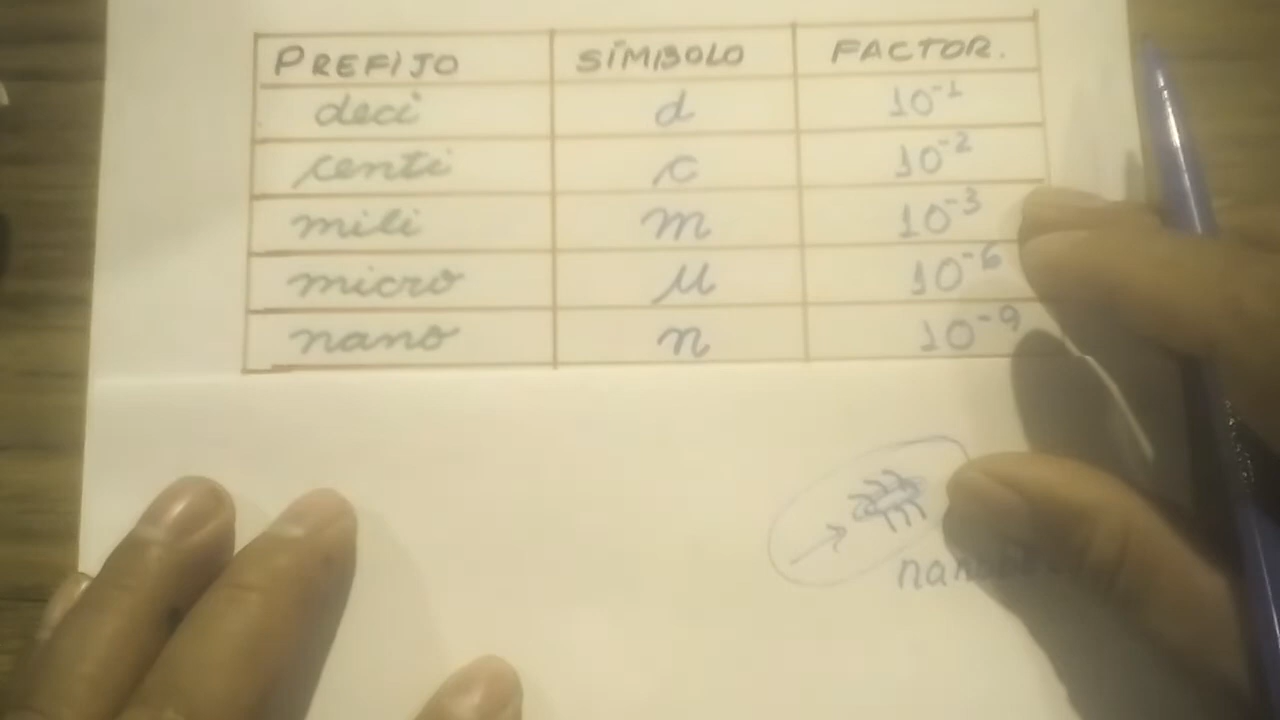 PREFIJO SÍMBOLO FACTOR.
deci d 10⁻¹
centi c 10⁻²
mili m 10⁻³
micro µ 10⁻⁶
nano n 10⁻⁹